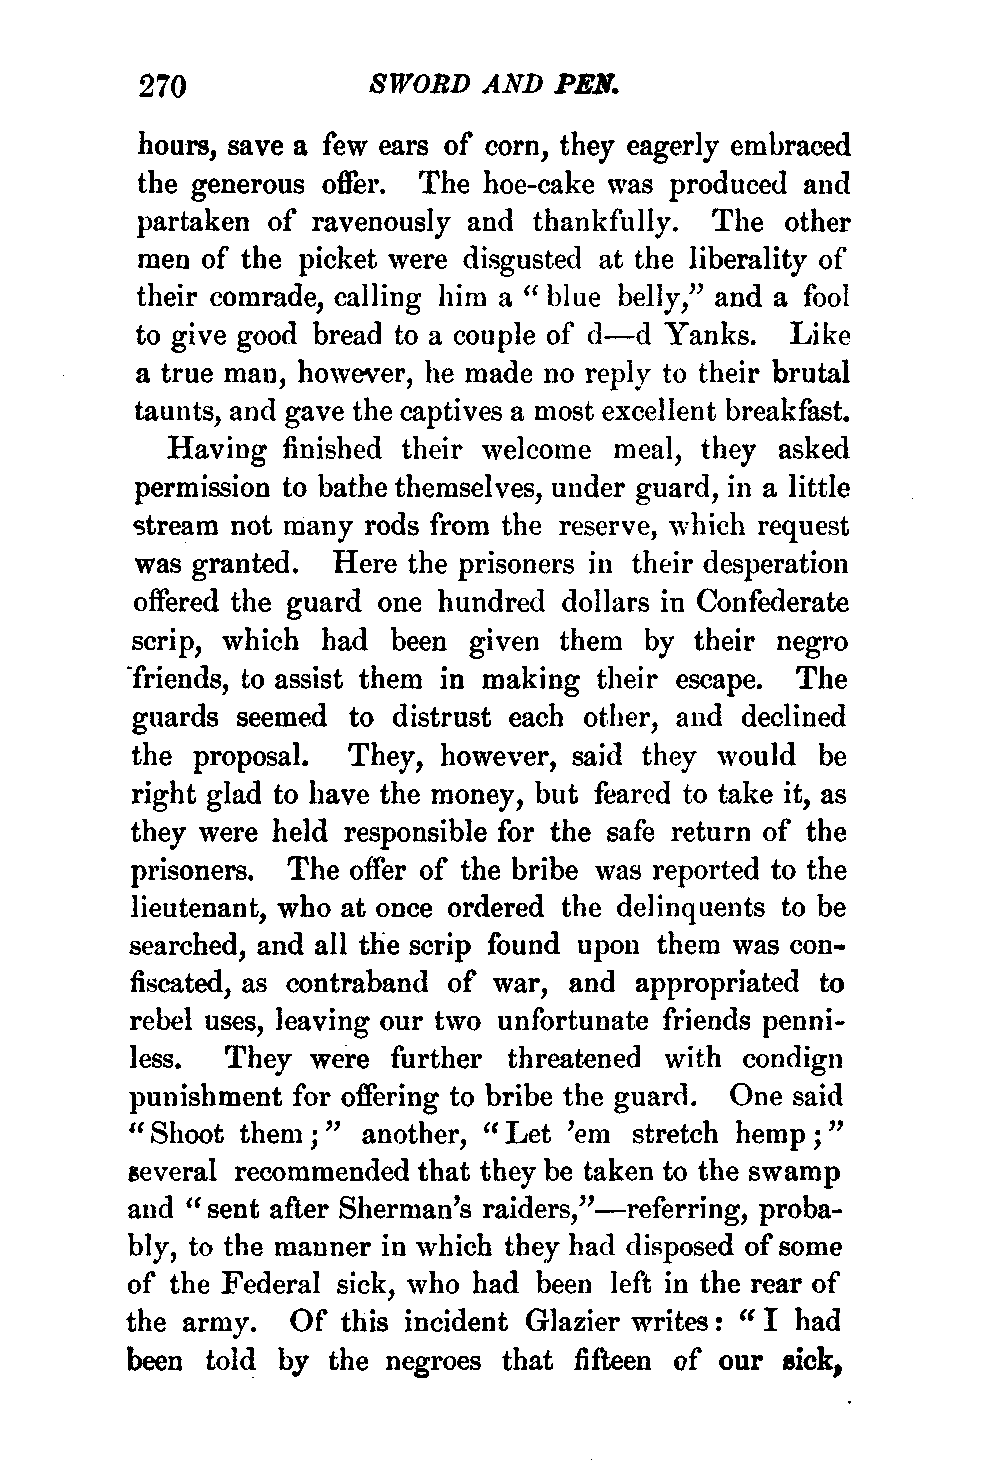 270 SWORD AND PEN.
hours, save a few ears of corn, they eagerly embraced
the generous offer. The hoe-cake was produced and
partaken of ravenously and thankfully. The other
men of the picket were disgusted at the liberality of
their comrade, calling him a “blue belly,” and a fool
to give good bread to a couple of d—d Yanks. Like
a true man, however, he made no reply to their brutal
taunts, and gave the captives a most excellent breakfast.
Having finished their welcome meal, they asked
permission to bathe themselves, under guard, in a little
stream not many rods from the reserve, which request
was granted. Here the prisoners in their desperation
offered the guard one hundred dollars in Confederate
scrip, which had been given them by their negro
friends, to assist them in making their escape. The
guards seemed to distrust each other, and declined
the proposal. They, however, said they would be
right glad to have the money, but feared to take it, as
they were held responsible for the safe return of the
prisoners. The offer of the bribe was reported to the
lieutenant, who at once ordered the delinquents to be
searched, and all the scrip found upon them was con-
fiscated, as contraband of war, and appropriated to
rebel uses, leaving our two unfortunate friends penni-
less. They were further threatened with condign
punishment for offering to bribe the guard. One said
“Shoot them;” another, “Let ’em stretch hemp;”
several recommended that they be taken to the swamp
and “sent after Sherman’s raiders,”—referring, proba-
bly, to the manner in which they had disposed of some
of the Federal sick, who had been left in the rear of
the army. Of this incident Glazier writes: “I had
been told by the negroes that fifteen of our sick,